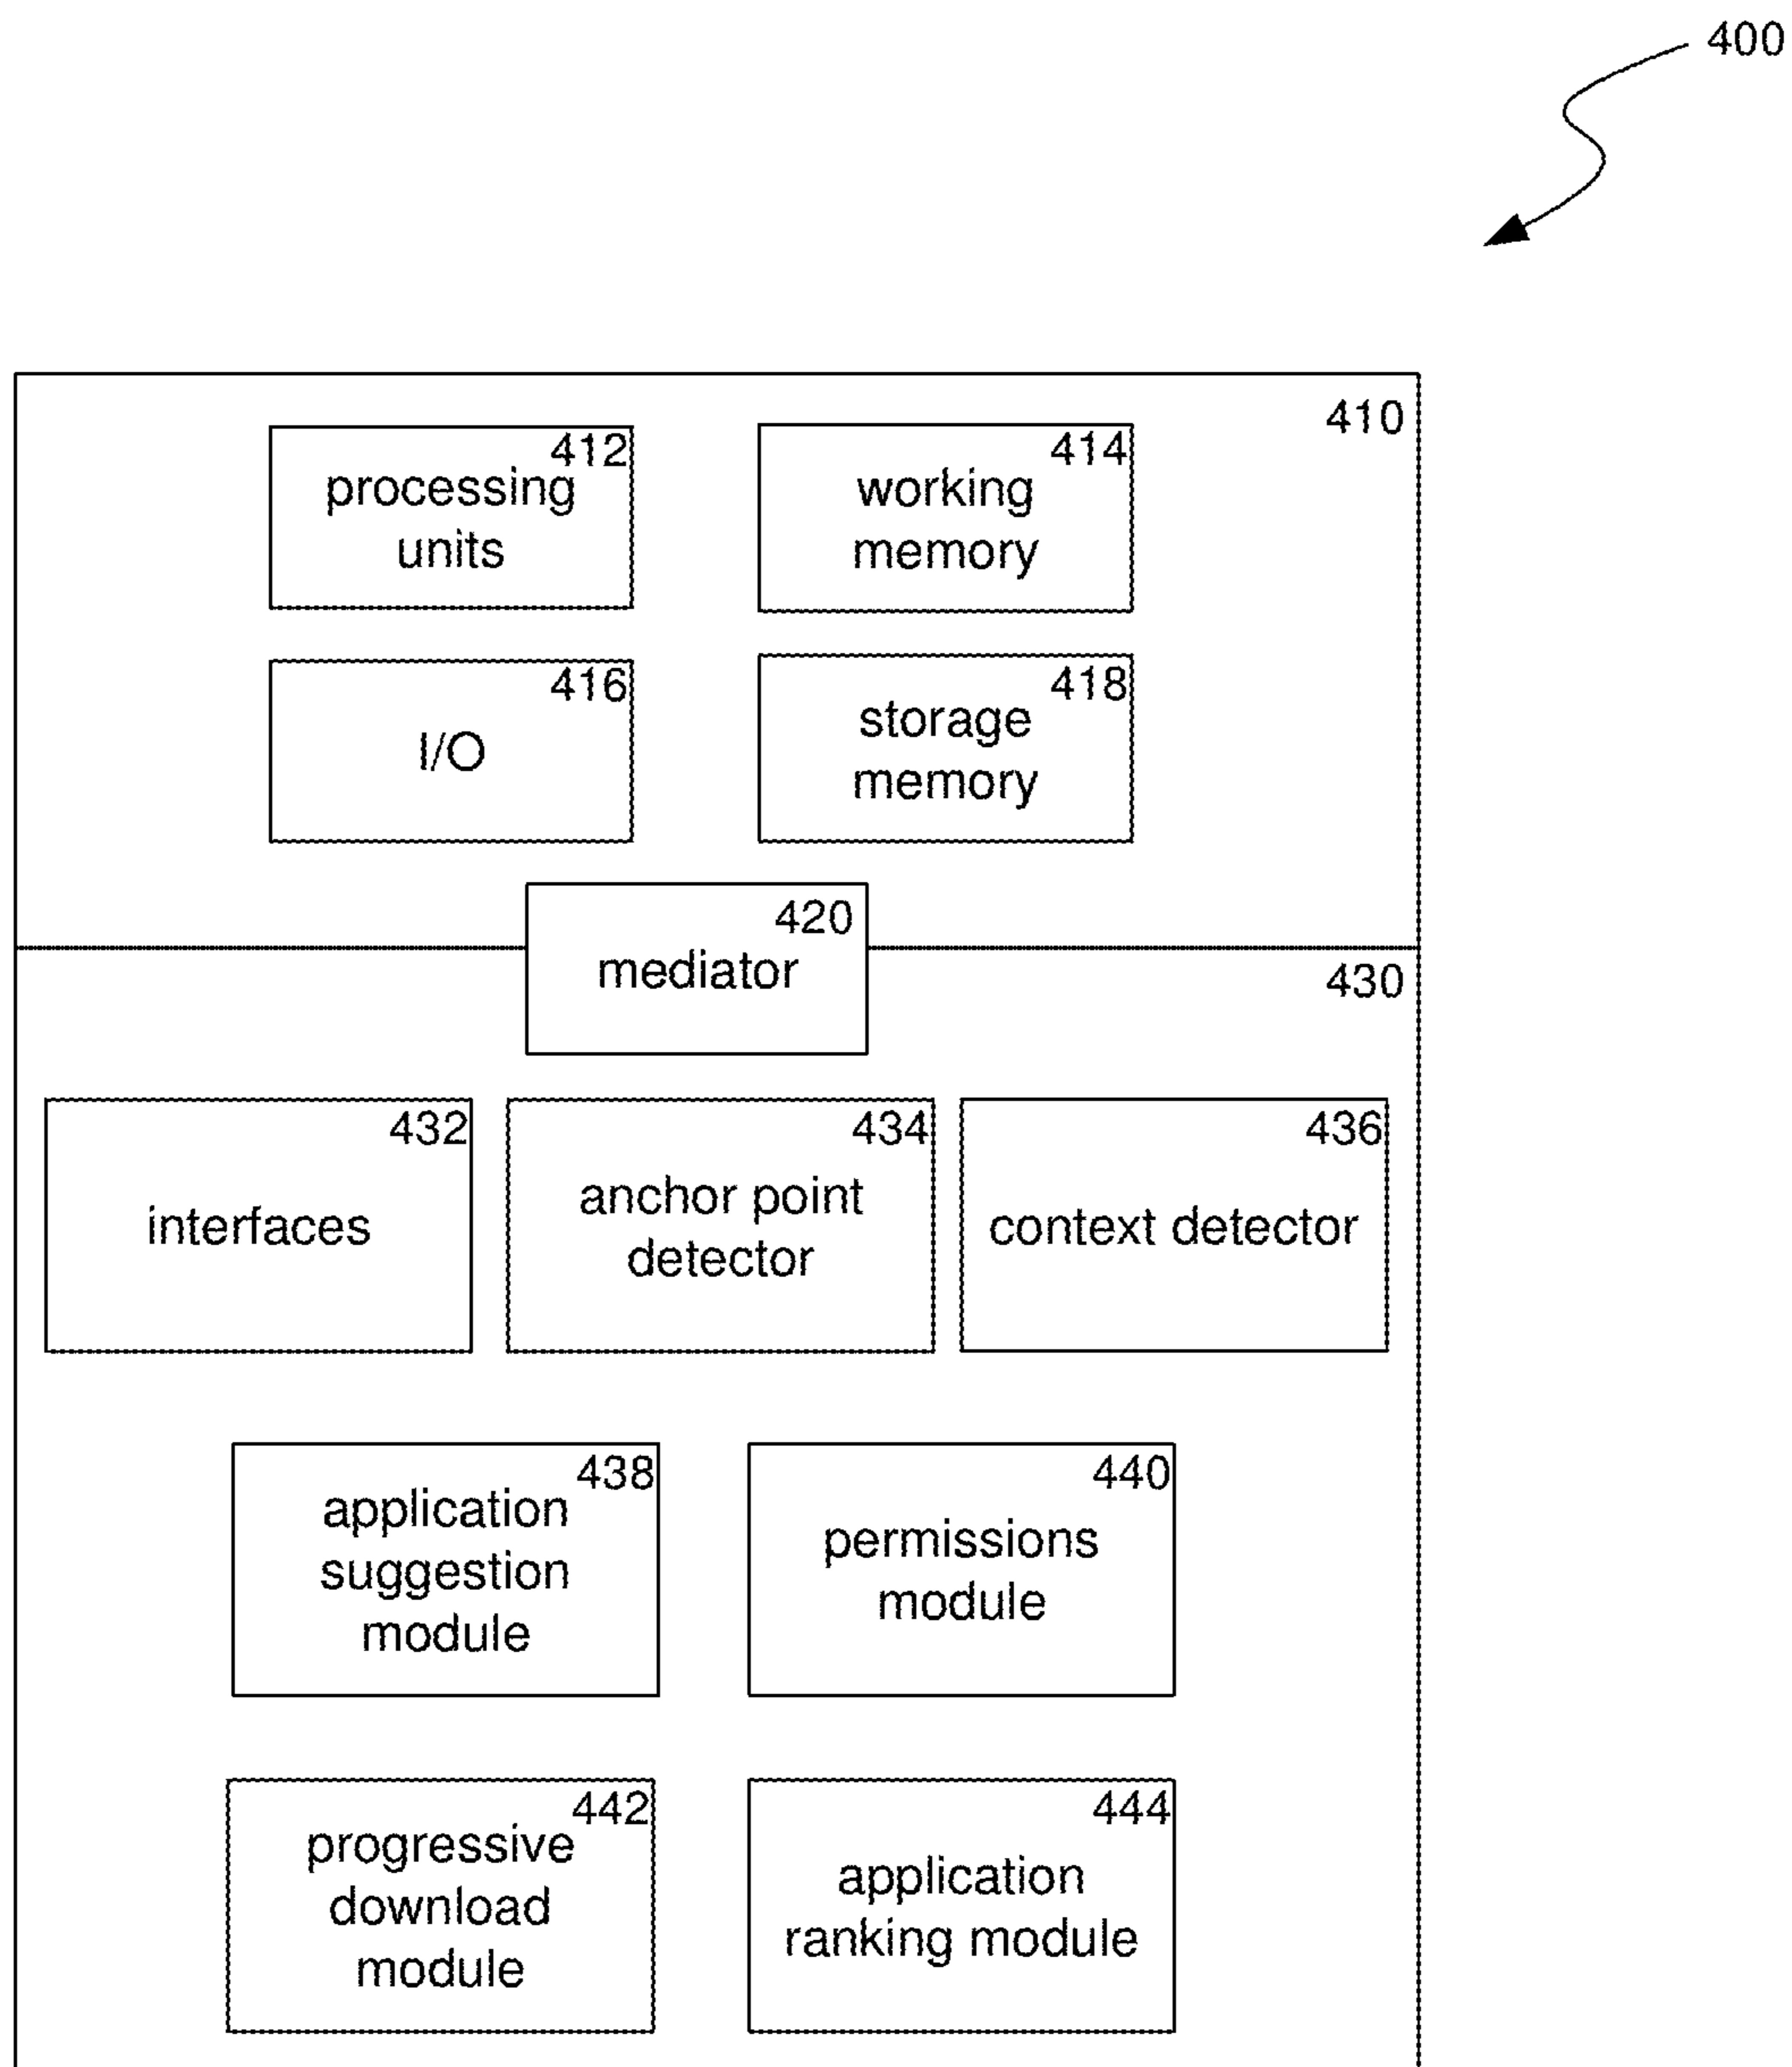 400
410
412
processing
units
414
working
memory
416
I/O
418
storage
memory
420
mediator
430
432
interfaces
434
anchor point
detector
436
context detector
438
application
suggestion
module
440
permissions
module
442
progressive
download
module
444
application
ranking module